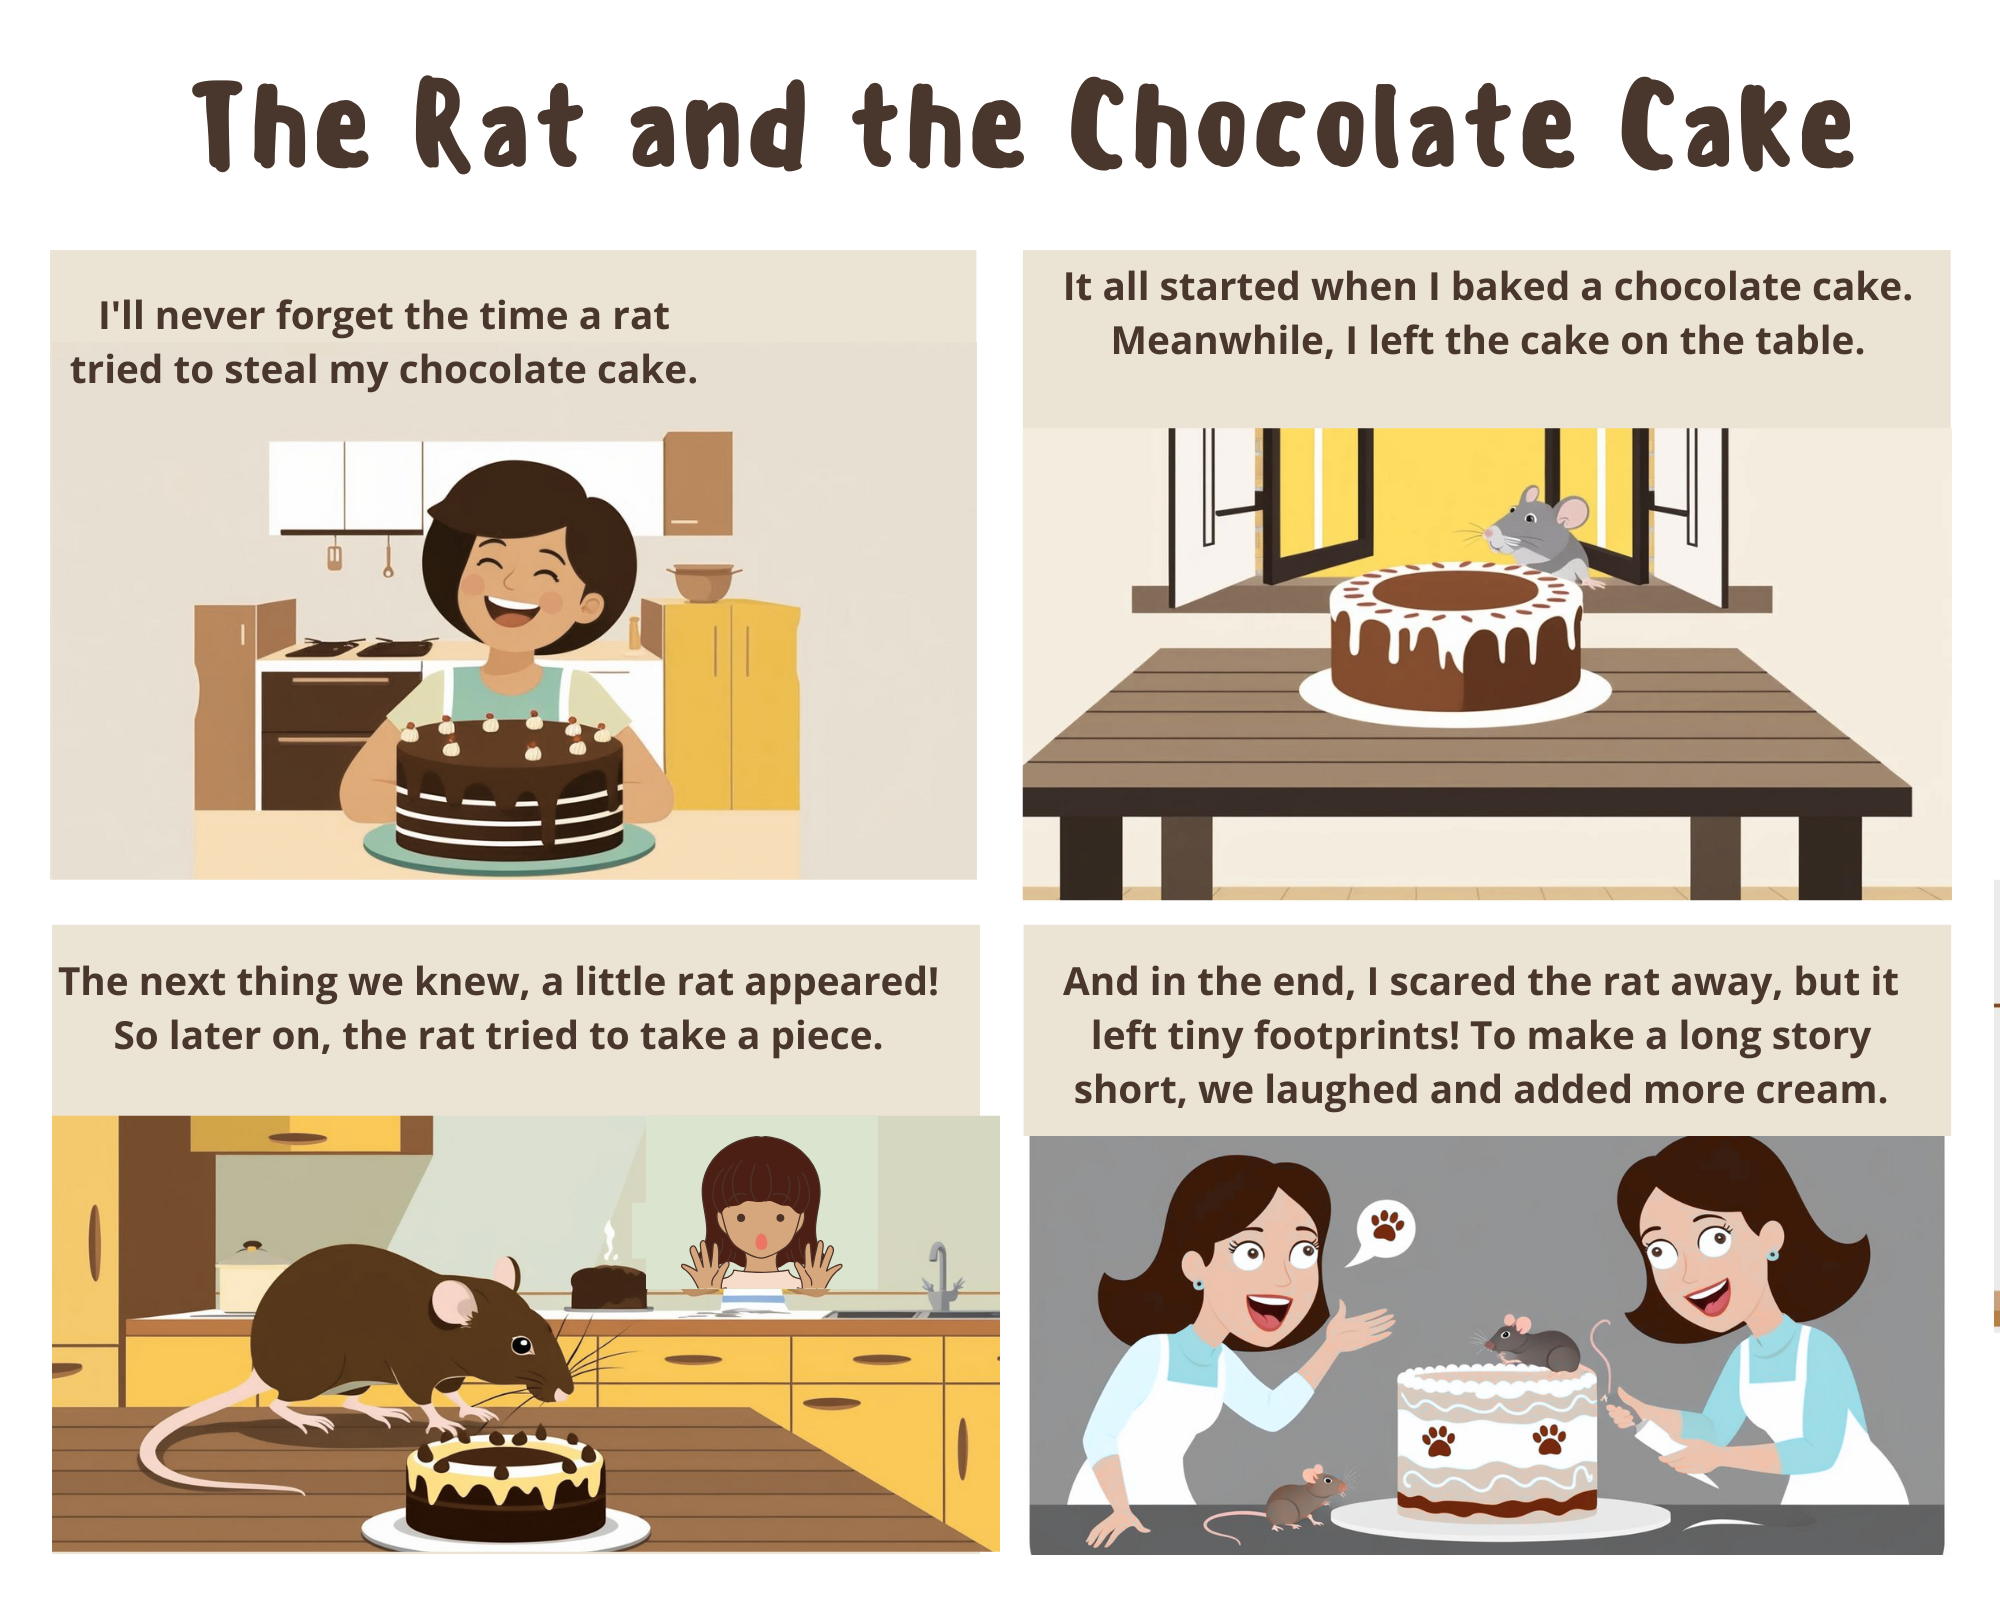 The Rat and the Chocolate Cake
I'll never forget the time a rat
tried to steal my chocolate cake.
It all started when I baked a chocolate cake.
Meanwhile, I left the cake on the table.
The next thing we knew, a little rat appeared!
So later on, the rat tried to take a piece.
And in the end, I scared the rat away, but it
left tiny footprints! To make a long story
short, we laughed and added more cream.